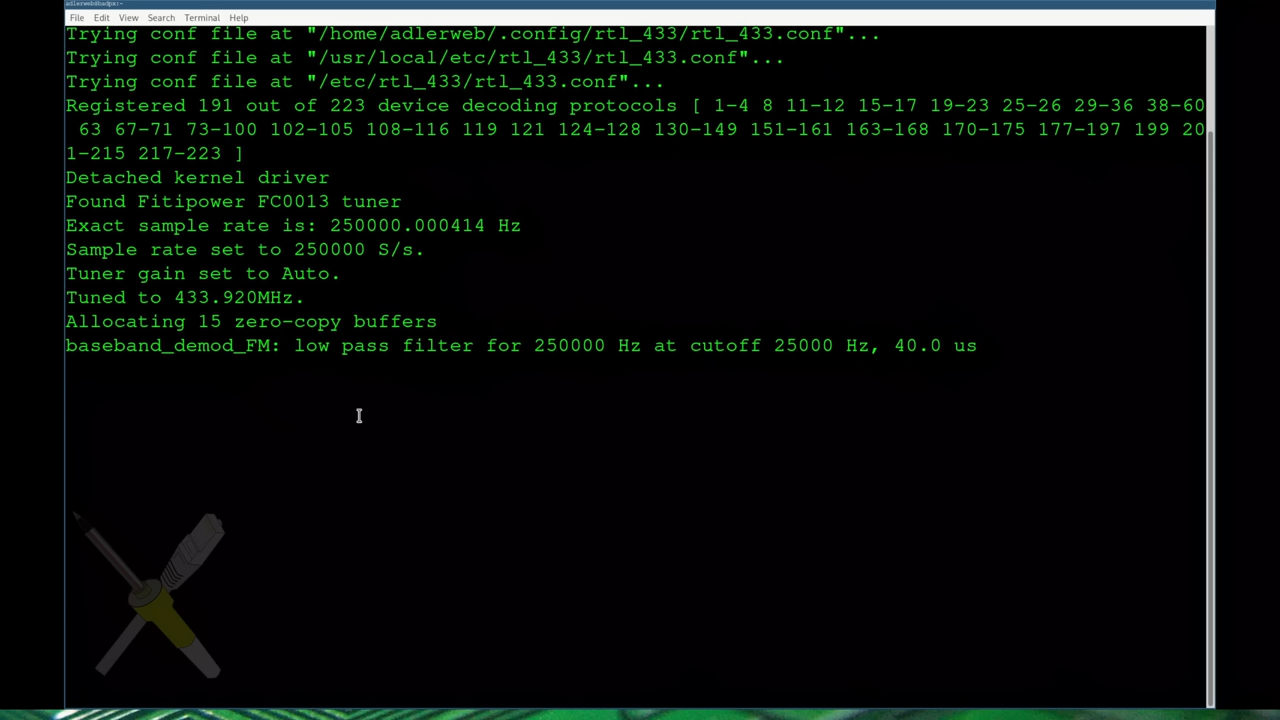 adlerweb@hadpx:~
File Edit View Search Terminal Help
Trying conf file at "/home/adlerweb/.config/rtl_433/rtl_433.conf"...
Trying conf file at "/usr/local/etc/rtl_433/rtl_433.conf"...
Trying conf file at "/etc/rtl_433/rtl_433.conf"...
Registered 191 out of 223 device decoding protocols [ 1-4 8 11-12 15-17 19-23 25-26 29-36 38-60
63 67-71 73-100 102-105 108-116 119 121 124-128 130-149 151-161 163-168 170-175 177-197 199 20
1-215 217-223 ]
Detached kernel driver
Found Fitipower FC0013 tuner
Exact sample rate is: 250000.000414 Hz
Sample rate set to 250000 S/s.
Tuner gain set to Auto.
Tuned to 433.920MHz.
Allocating 15 zero-copy buffers
baseband_demod_FM: low pass filter for 250000 Hz at cutoff 25000 Hz, 40.0 us